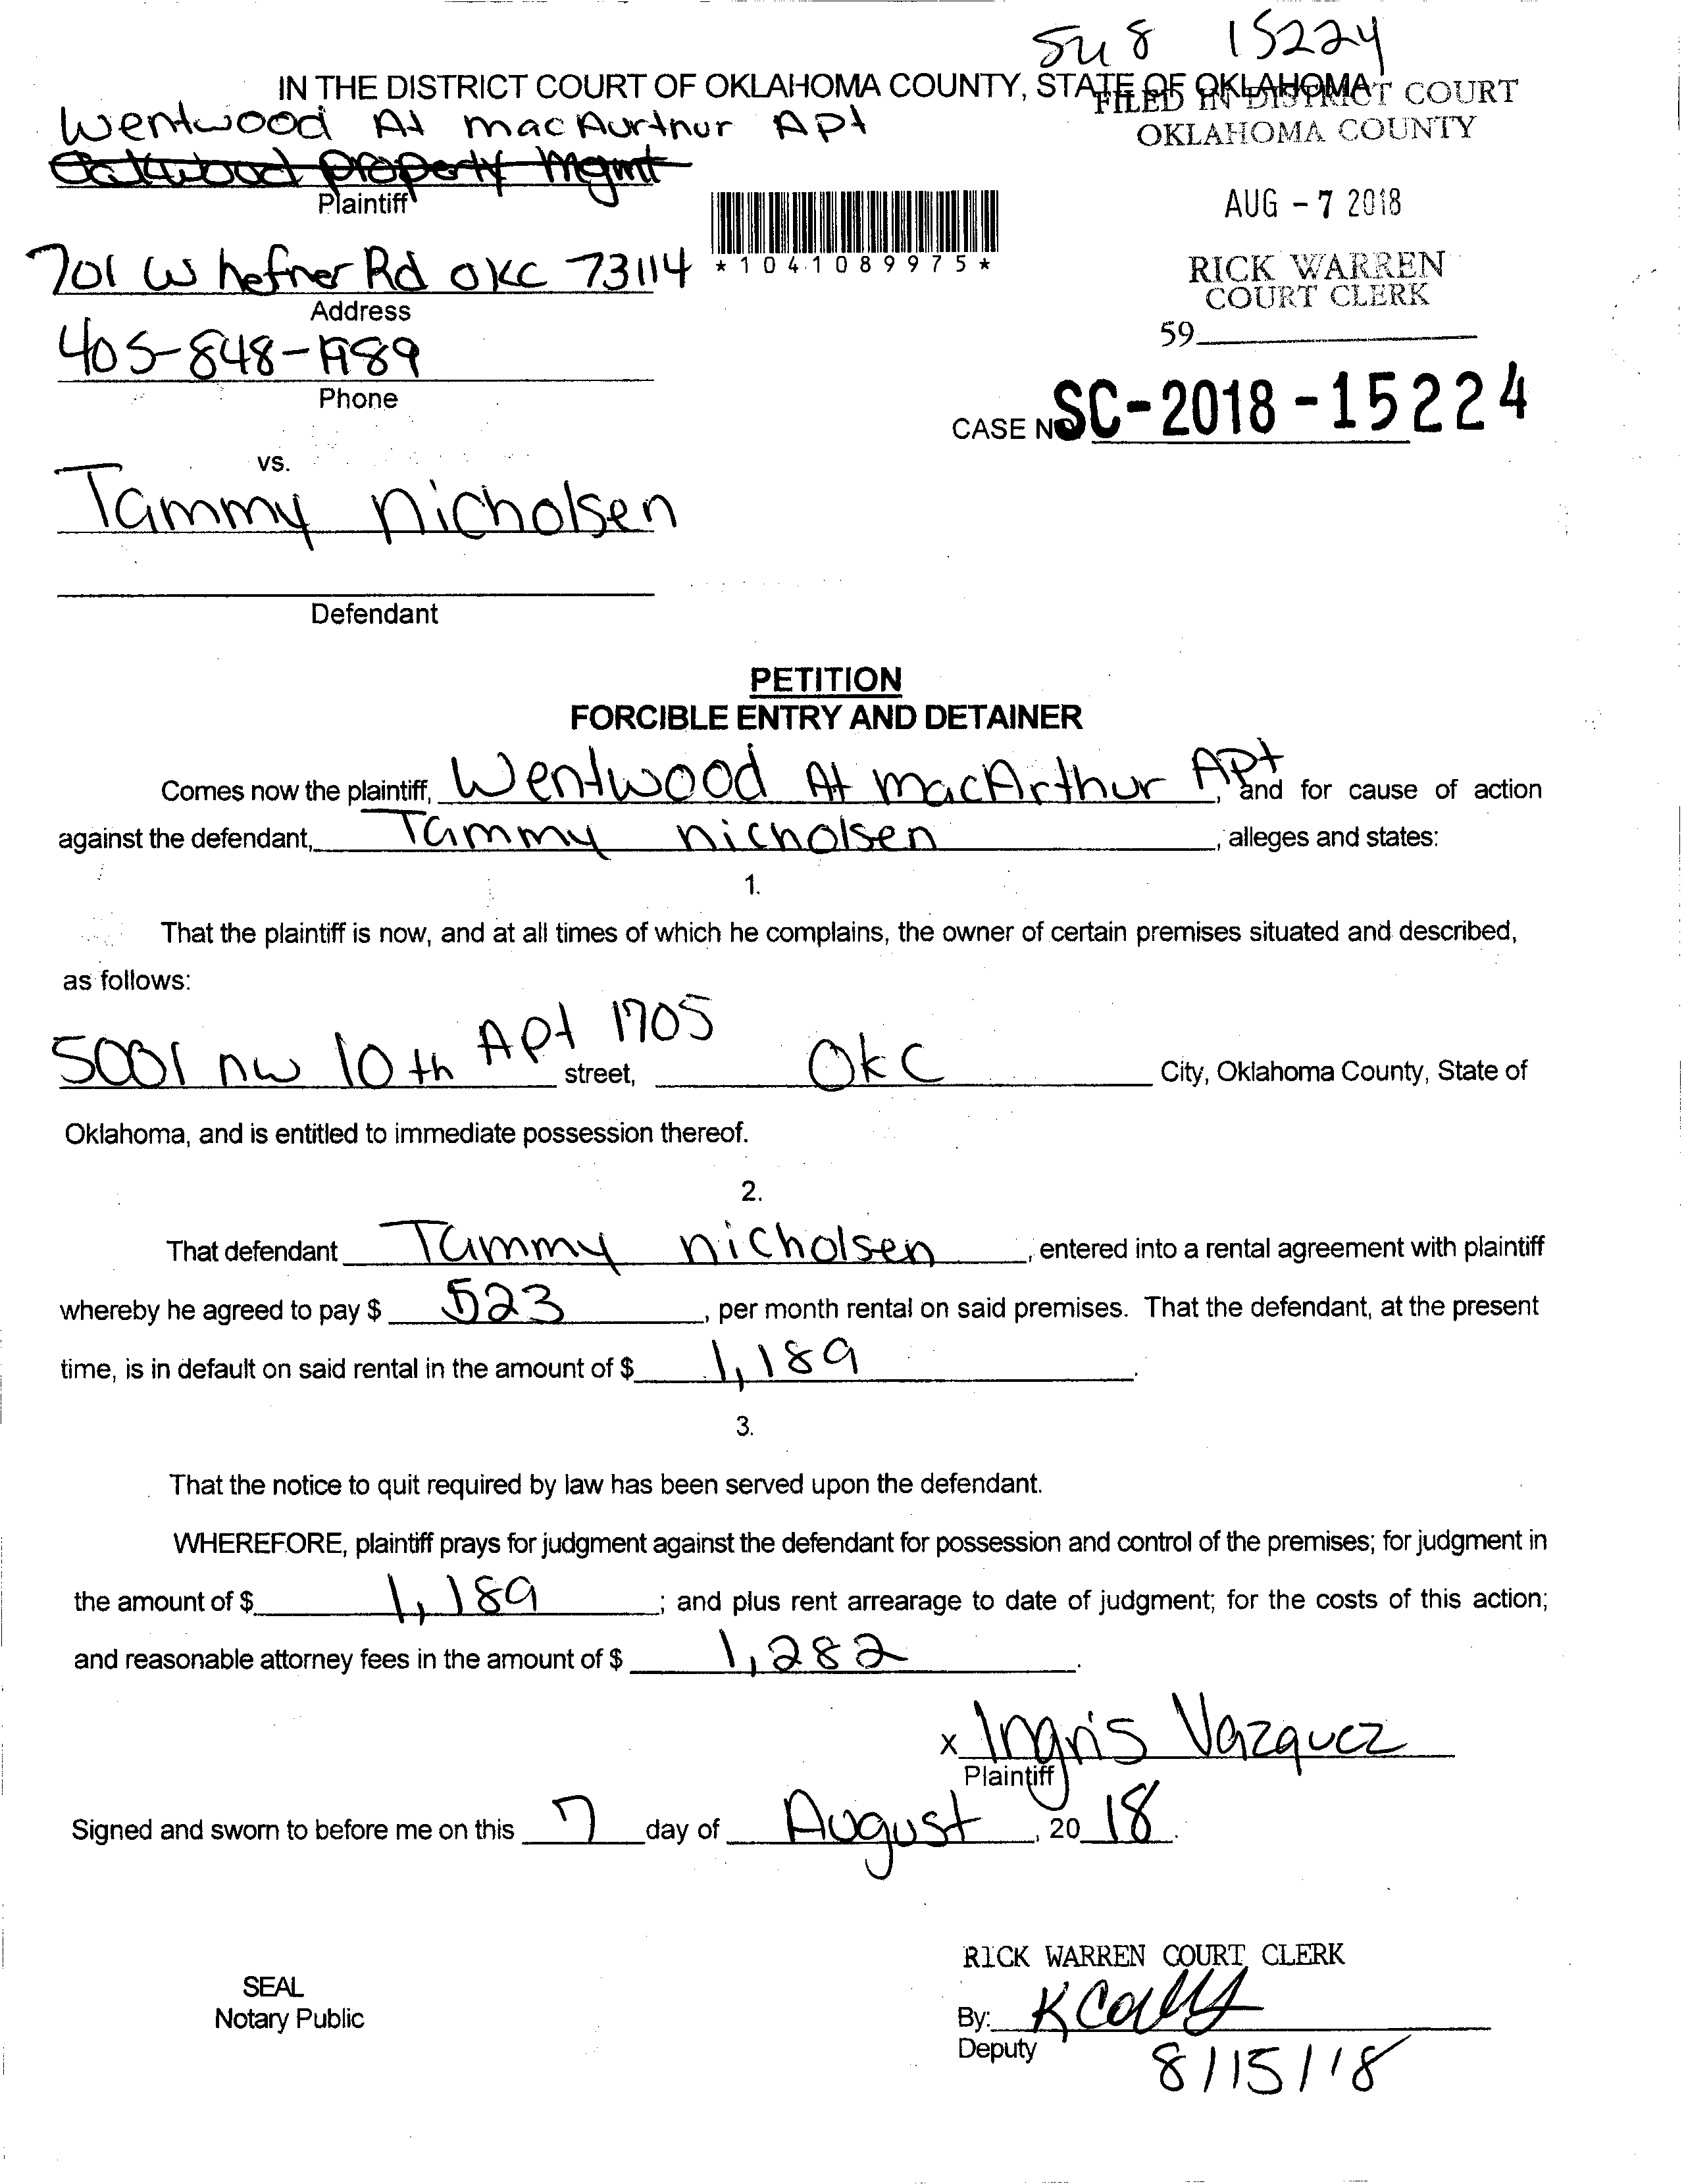 SU 8 15224
IN THE DISTRICT COURT OF OKLAHOMA COUNTY, STATE OF OKLAHOMA
FILED IN DISTRICT COURT
OKLAHOMA COUNTY
Wentwood At macAurthur Apt
Oakwood Property Mgmt
Plaintiff
AUG - 7 2018
701 W hefner Rd OKC 73114
*1041089975*
Address
RICK WARREN
COURT CLERK
405-848-1989
59
Phone
CASE NO SC-2018-15224
vs.
Tammy nicholsen
Defendant
PETITION
FORCIBLE ENTRY AND DETAINER
Comes now the plaintiff, Wentwood At macArthur Apt, and for cause of action
against the defendant, Tammy nicholsen, alleges and states:
1.
That the plaintiff is now, and at all times of which he complains, the owner of certain premises situated and described,
as follows:
5001 nw 10th Apt 1705 street, OKC City, Oklahoma County, State of
Oklahoma, and is entitled to immediate possession thereof.
2.
That defendant Tammy nicholsen, entered into a rental agreement with plaintiff
whereby he agreed to pay $ 523, per month rental on said premises. That the defendant, at the present
time, is in default on said rental in the amount of $ 1,189.
3.
That the notice to quit required by law has been served upon the defendant.
WHEREFORE, plaintiff prays for judgment against the defendant for possession and control of the premises; for judgment in
the amount of $ 1,189; and plus rent arrearage to date of judgment; for the costs of this action;
and reasonable attorney fees in the amount of $ 1,282.
x Ingris Vazquez
Plaintiff
Signed and sworn to before me on this 7 day of August, 20 18.
RICK WARREN COURT CLERK
SEAL
Notary Public
By: K
Deputy
8/15/18